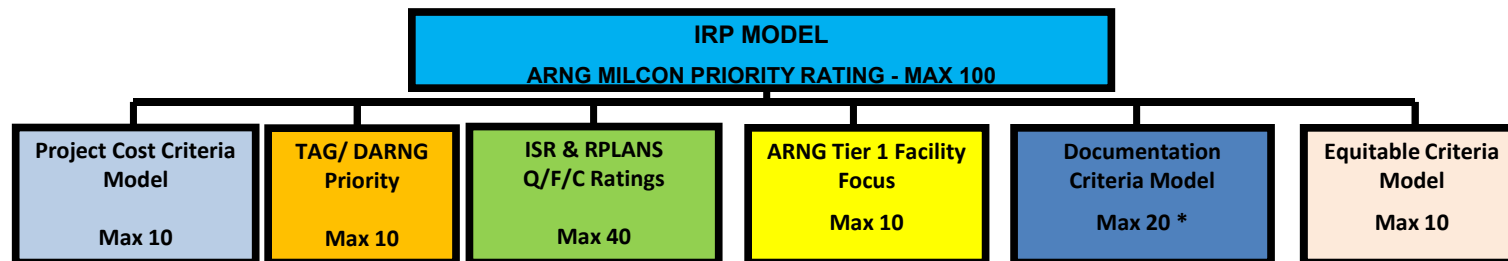 IRP MODEL
ARNG MILCON PRIORITY RATING - MAX 100
Project Cost Criteria
Model
Max 10
TAG/ DARNG
Priority
Max 10
ISR & RPLANS
Q/F/C Ratings
Max 40
ARNG Tier 1 Facility
Focus
Max 10
Documentation
Criteria Model
Max 20 *
Equitable Criteria
Model
Max 10